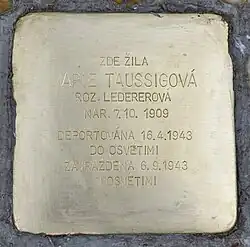 ZDE ŽILA
TAUSSIGOVÁ
ROZ. LEDEREROVÁ
NAR. 7.10. 1909
DEPORTOVÁNA 16.4.1943
DO OSVĚTIMI
ZAVRAŽDĚNA 6.9.1943
OSVĚTIMI